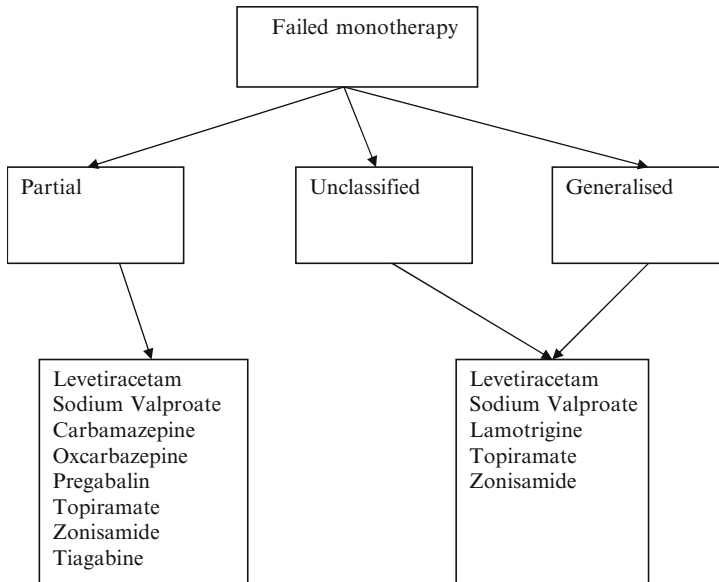 Failed monotherapy
Partial
Unclassified
Generalised
Levetiracetam
Sodium Valproate
Carbamazepine
Oxcarbazepine
Pregabalin
Topiramate
Zonisamide
Tiagabine
Levetiracetam
Sodium Valproate
Lamotrigine
Topiramate
Zonisamide